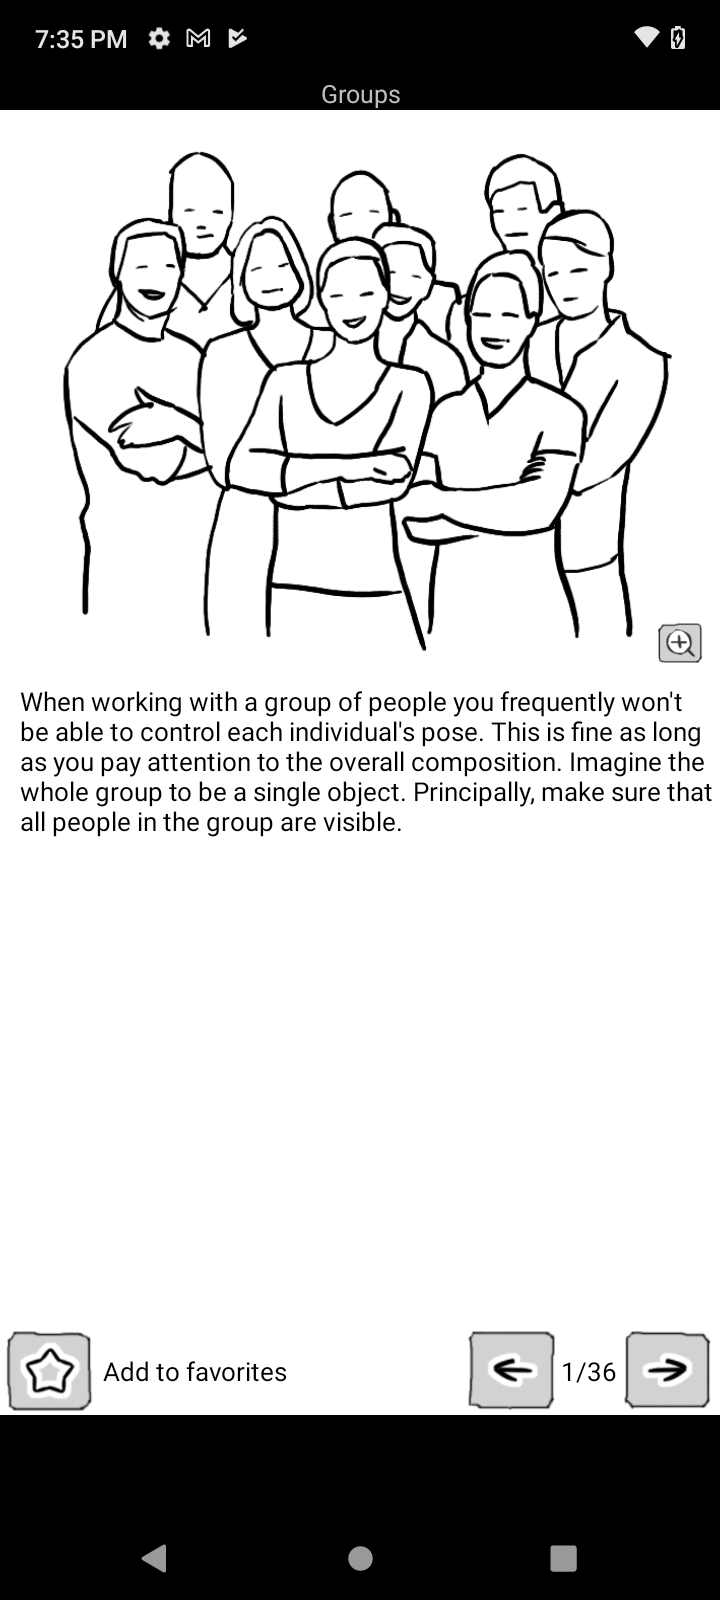 7:35 PM
Groups
When working with a group of people you frequently won't
be able to control each individual's pose. This is fine as long
as you pay attention to the overall composition. Imagine the
whole group to be a single object. Principally, make sure that
all people in the group are visible.
Add to favorites
1/36